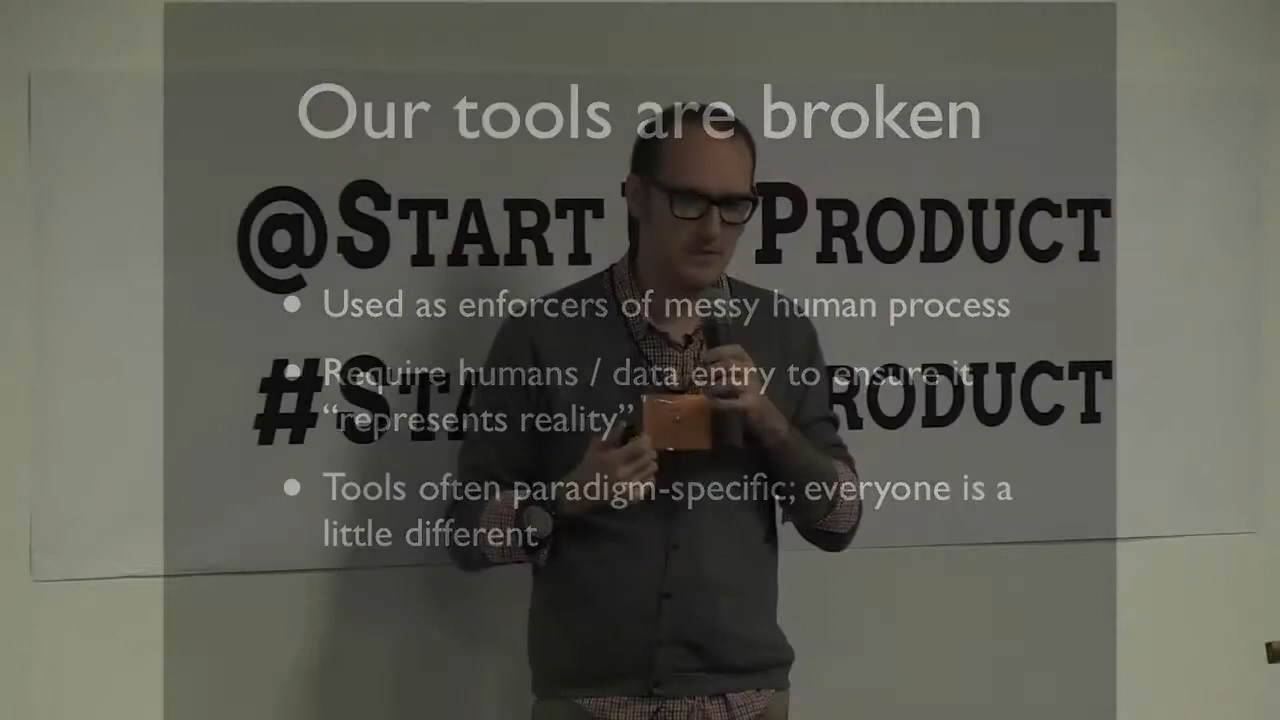 Our tools are broken
@START PRODUCT
• Used as enforcers of messy human process
• Require humans / data entry to ensure it
“represents reality”
#STA RODUCT
• Tools often paradigm-specific; everyone is a
little different